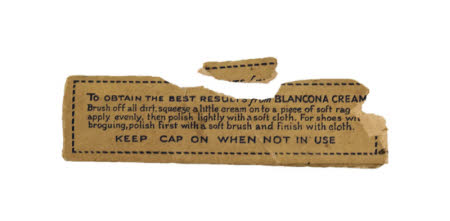 TO OBTAIN THE BEST RESULTS from BLANCONA CREAM
Brush off all dirt, squeeze a little cream on to a piece of soft rag
apply evenly, then polish lightly with a soft cloth. For shoes
broguing, polish first with a soft brush and finish with cloth.
KEEP CAP ON WHEN NOT IN USE